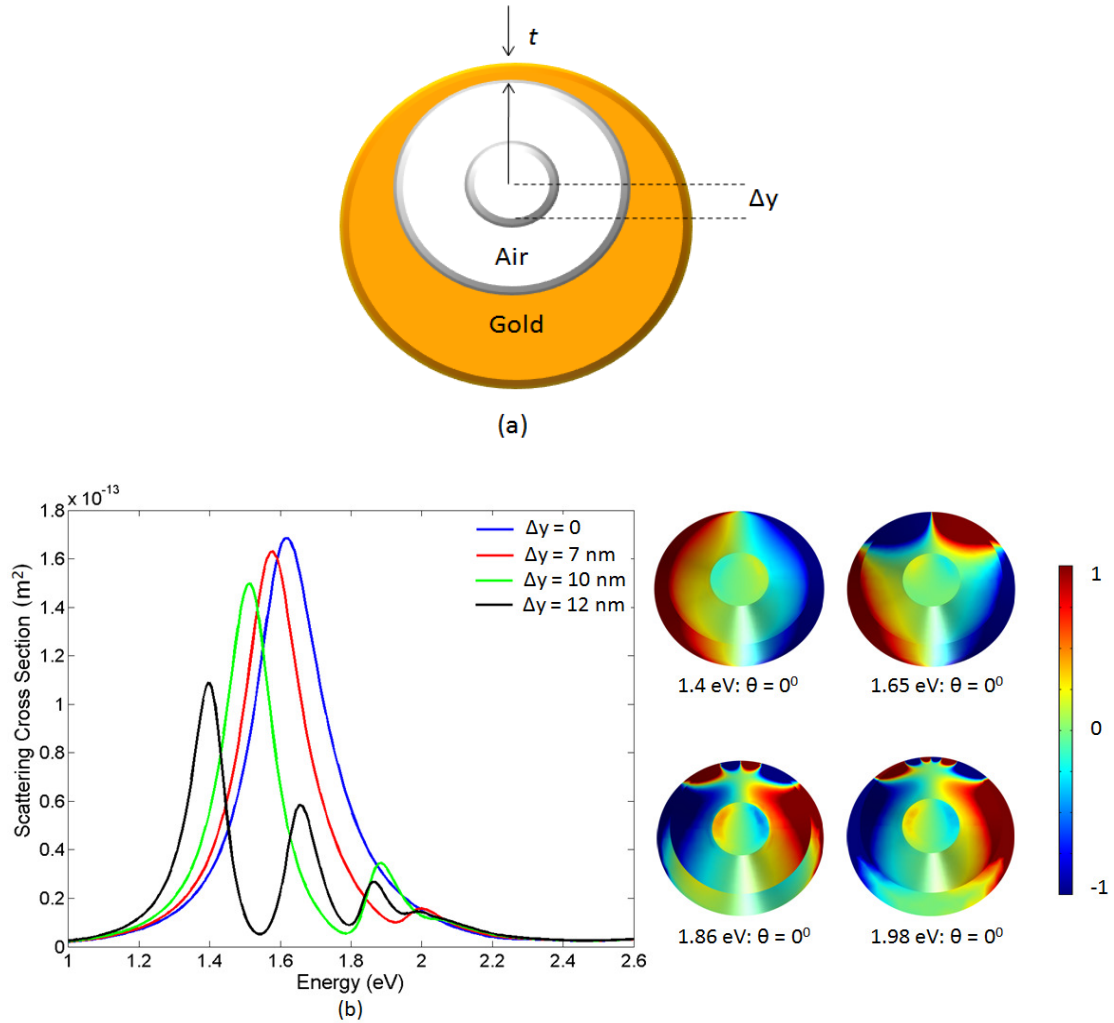 t
Δy
Air
Gold
(a)
x 10⁻¹³
1.8
1.6
1.4
1.2
1
0.8
0.6
0.4
0.2
0
Scattering Cross Section (m²)
Δy = 0
Δy = 7 nm
Δy = 10 nm
Δy = 12 nm
1 1.2 1.4 1.6 1.8 2 2.2 2.4 2.6
Energy (eV)
(b)
1.4 eV: θ = 0⁰
1.65 eV: θ = 0⁰
1.86 eV: θ = 0⁰
1.98 eV: θ = 0⁰
1
0
-1